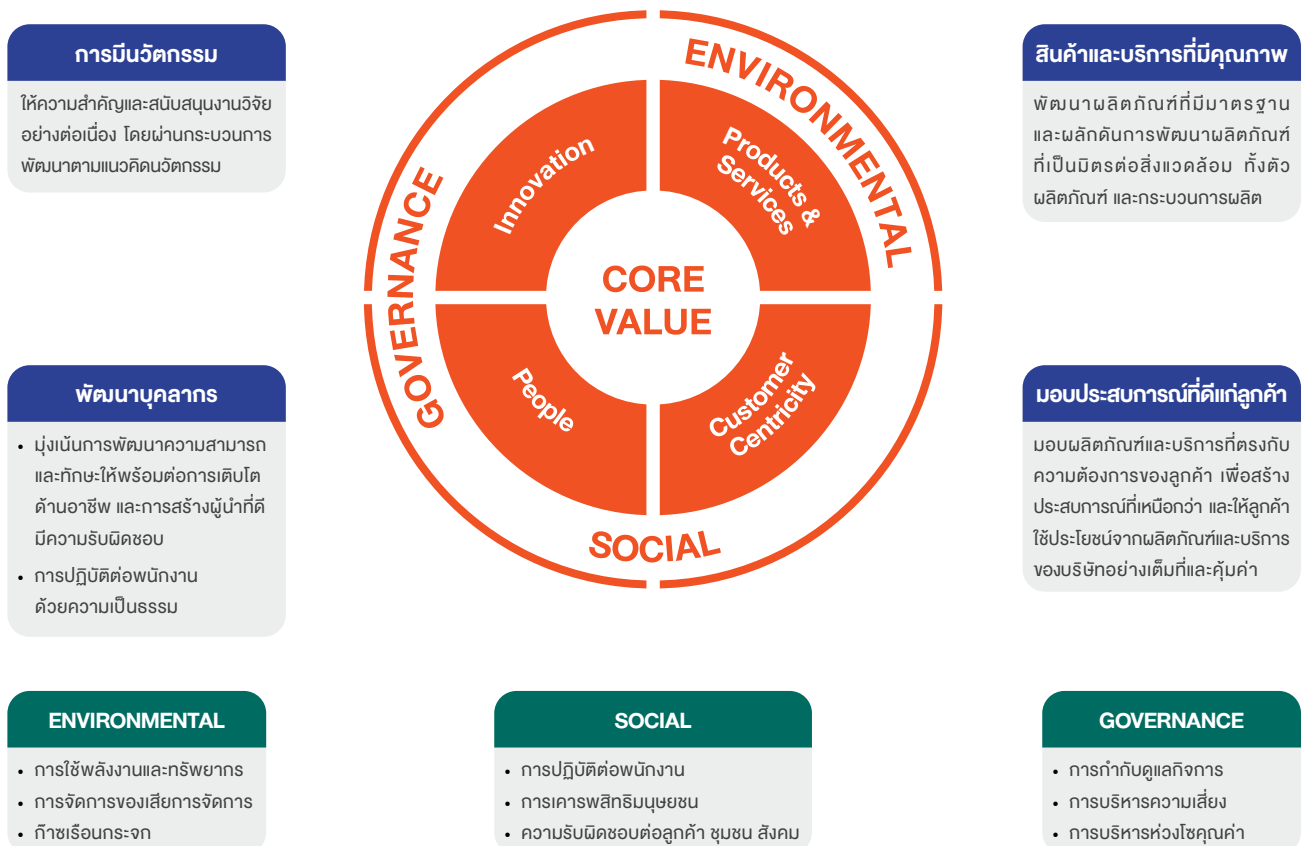 การมีนวัตกรรม
ให้ความสำคัญและสนับสนุนงานวิจัย
อย่างต่อเนื่อง โดยผ่านกระบวนการ
พัฒนาตามแนวคิดนวัตกรรม
สินค้าและบริการที่มีคุณภาพ
พัฒนาผลิตภัณฑ์ที่มีมาตรฐาน
และผลักดันการพัฒนาผลิตภัณฑ์
ที่เป็นมิตรต่อสิ่งแวดล้อม ทั้งตัว
ผลิตภัณฑ์ และกระบวนการผลิต
GOVERNANCE
ENVIRONMENTAL
SOCIAL
Innovation
Products &
Services
CORE
VALUE
People
Customer
Centricity
พัฒนาบุคลากร
• มุ่งเน้นการพัฒนาความสามารถ
และทักษะให้พร้อมต่อการเติบโต
ด้านอาชีพ และการสร้างผู้นำที่ดี
มีความรับผิดชอบ
• การปฏิบัติต่อพนักงาน
ด้วยความเป็นธรรม
มอบประสบการณ์ที่ดีแก่ลูกค้า
มอบผลิตภัณฑ์และบริการที่ตรงกับ
ความต้องการของลูกค้า เพื่อสร้าง
ประสบการณ์ที่เหนือกว่า และให้ลูกค้า
ใช้ประโยชน์จากผลิตภัณฑ์และบริการ
ของบริษัทอย่างเต็มที่และคุ้มค่า
ENVIRONMENTAL
• การใช้พลังงานและทรัพยากร
• การจัดการของเสียการจัดการ
• ก๊าซเรือนกระจก
SOCIAL
• การปฏิบัติต่อพนักงาน
• การเคารพสิทธิมนุษยชน
• ความรับผิดชอบต่อลูกค้า ชุมชน สังคม
GOVERNANCE
• การกำกับดูแลกิจการ
• การบริหารความเสี่ยง
• การบริหารห่วงโซ่คุณค่า